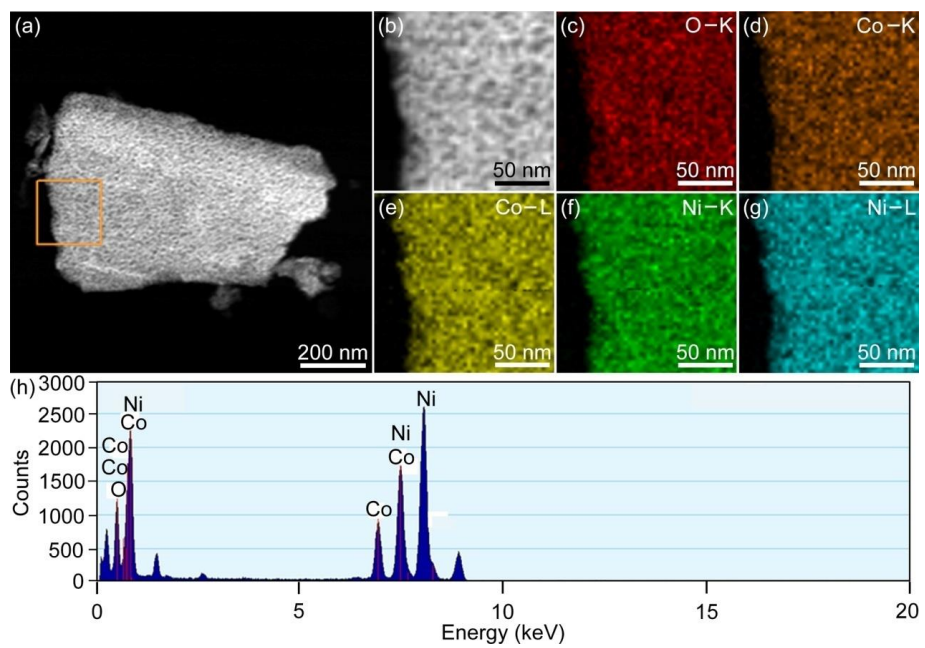 (a)
200 nm
(b)
50 nm
(c)
O–K
50 nm
(d)
Co–K
50 nm
(e)
Co–L
50 nm
(f)
Ni–K
50 nm
(g)
Ni–L
50 nm
(h)
3000
2500
2000
1500
1000
500
0
Counts
Ni
Co
Co
Co
O
Co
Ni
Co
Ni
0
5
10
15
20
Energy (keV)